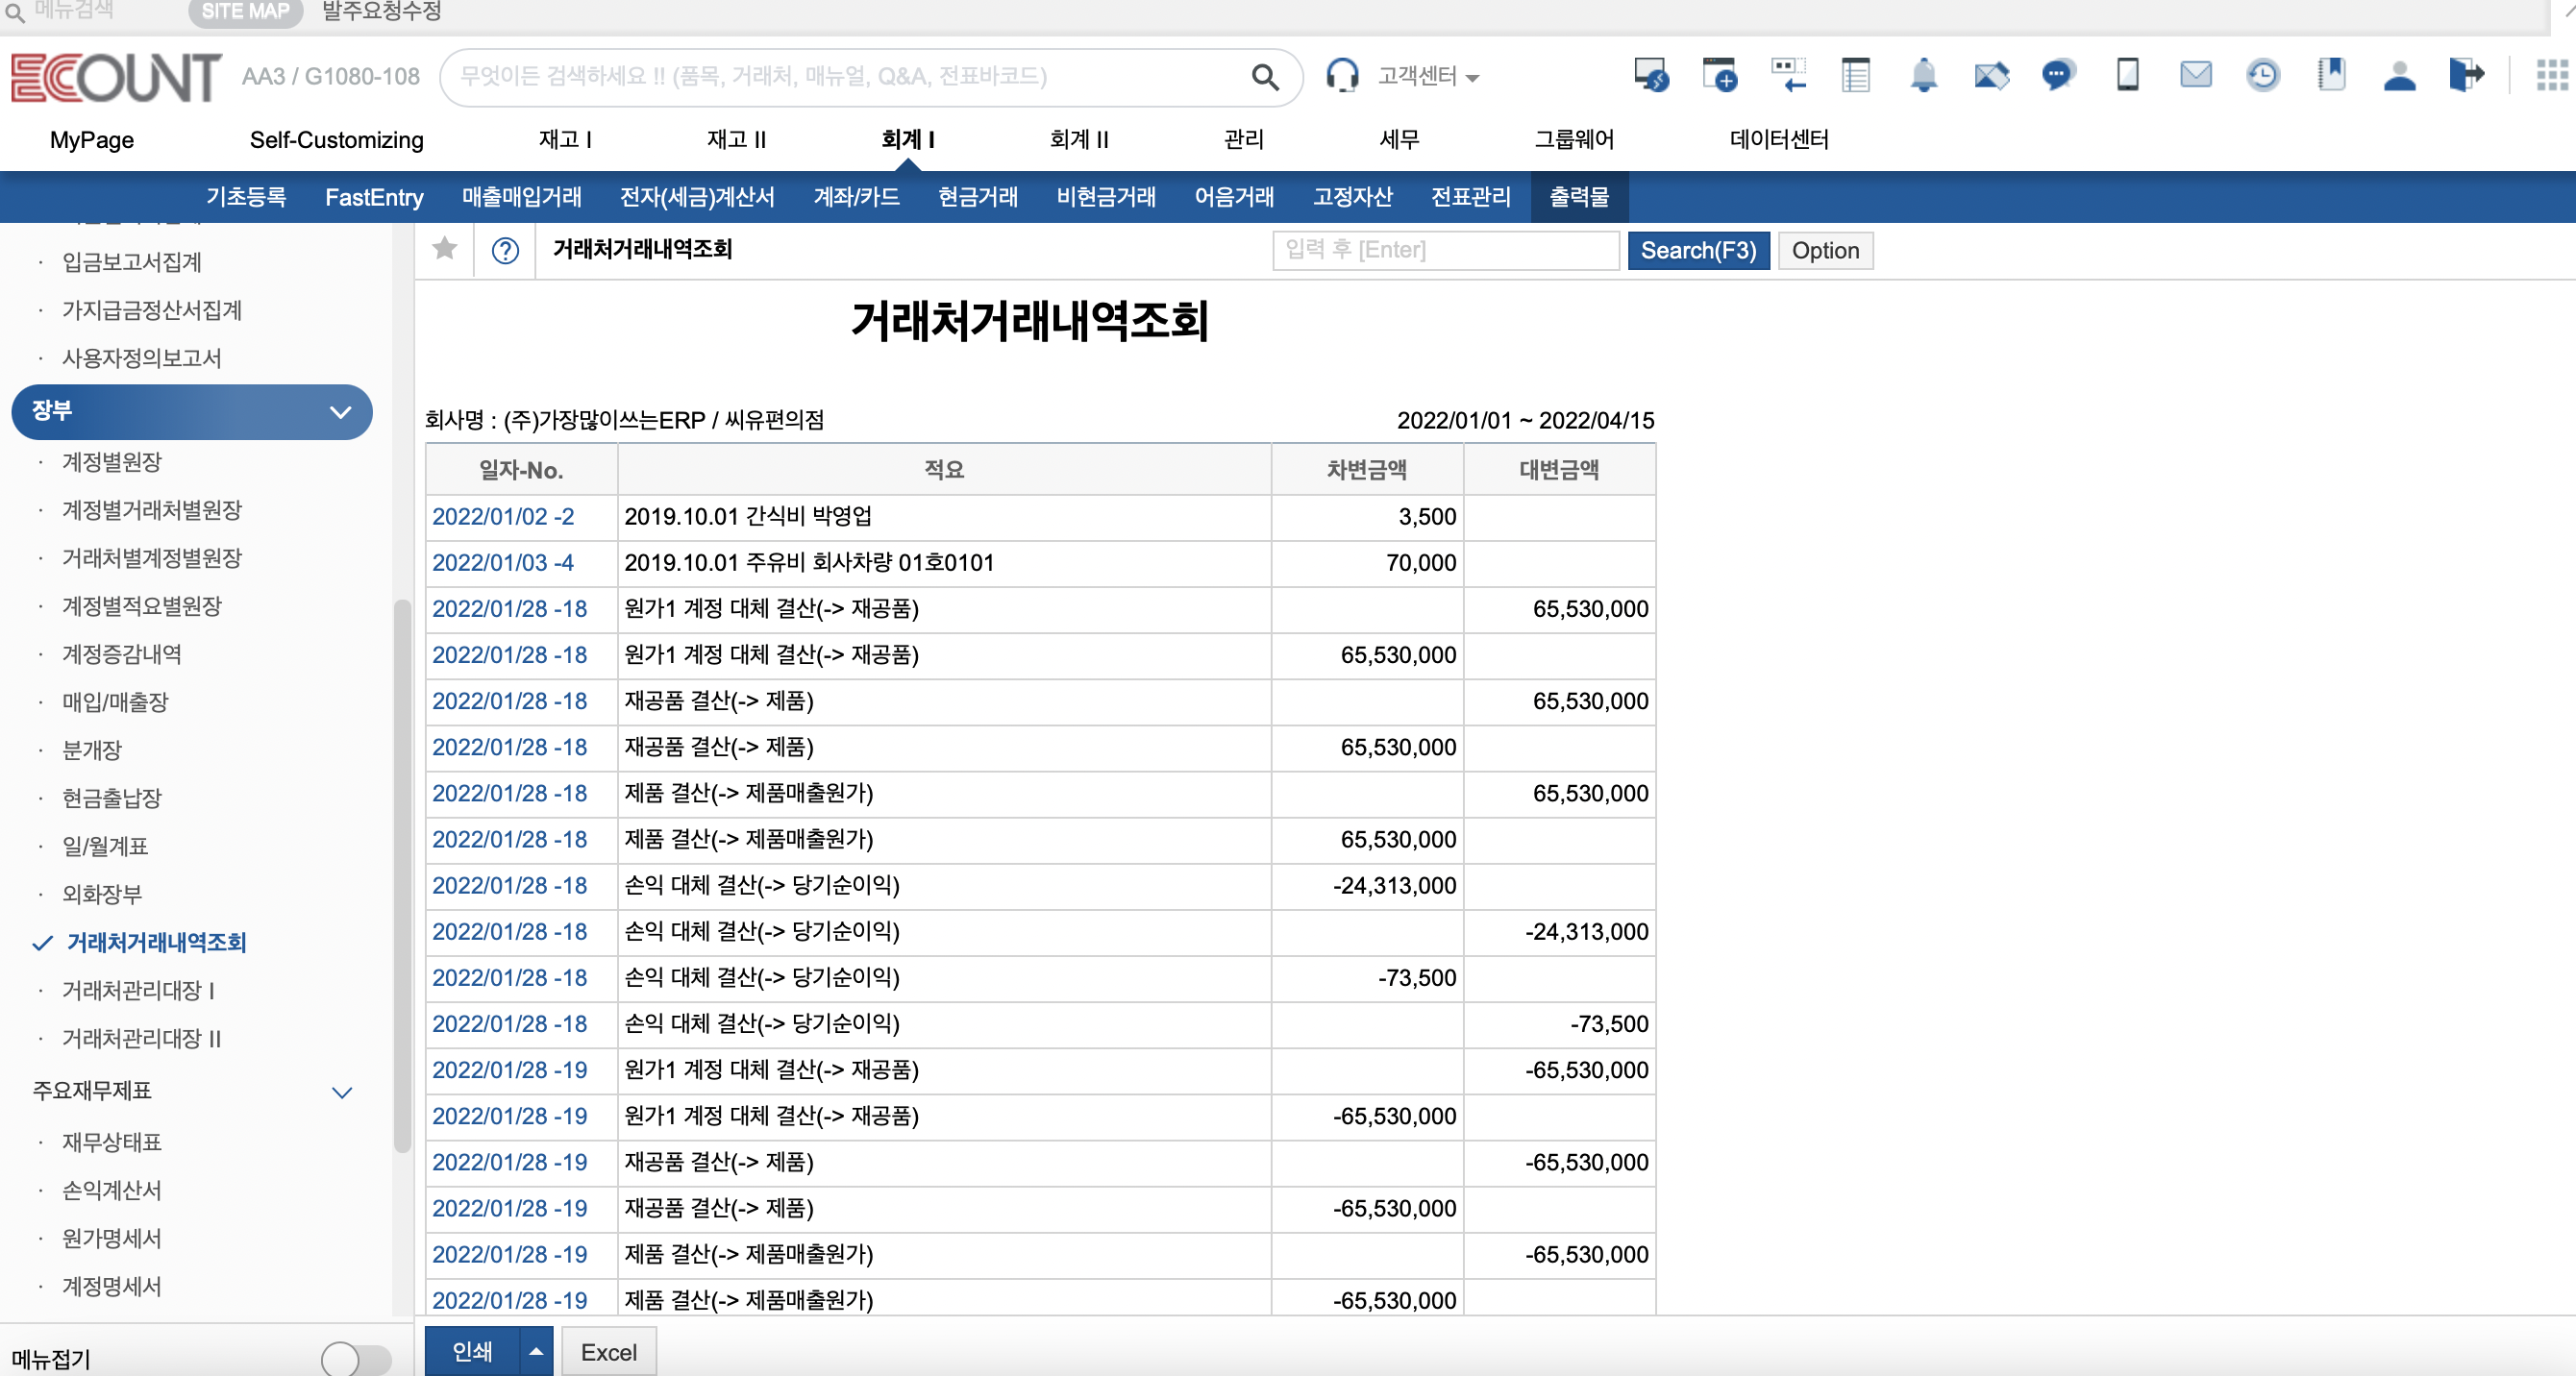 메뉴검색 SITE MAP 발주요청수정
ECOUNT AA3 / G1080-108 무엇이든 검색하세요 !! (품목, 거래처, 매뉴얼, Q&A, 전표바코드) 고객센터
MyPage Self-Customizing 재고 I 재고 II 회계 I 회계 II 관리 세무 그룹웨어 데이터센터
기초등록 FastEntry 매출매입거래 전자(세금)계산서 계좌/카드 현금거래 비현금거래 어음거래 고정자산 전표관리 출력물
· 입금보고서집계
· 가지급금정산서집계
· 사용자정의보고서
장부
· 계정별원장
· 계정별거래처별원장
· 거래처별계정별원장
· 계정별적요별원장
· 계정증감내역
· 매입/매출장
· 분개장
· 현금출납장
· 일/월계표
· 외화장부
거래처거래내역조회
· 거래처관리대장 I
· 거래처관리대장 II
주요재무제표
· 재무상태표
· 손익계산서
· 원가명세서
· 계정명세서
메뉴접기
거래처거래내역조회 입력 후 [Enter] Search(F3) Option
거래처거래내역조회
회사명 : (주)가장많이쓰는ERP / 씨유편의점 2022/01/01 ~ 2022/04/15
일자-No. 적요 차변금액 대변금액
2022/01/02 -2 2019.10.01 간식비 박영업 3,500
2022/01/03 -4 2019.10.01 주유비 회사차량 01호0101 70,000
2022/01/28 -18 원가1 계정 대체 결산(-> 재공품) 65,530,000
2022/01/28 -18 원가1 계정 대체 결산(-> 재공품) 65,530,000
2022/01/28 -18 재공품 결산(-> 제품) 65,530,000
2022/01/28 -18 재공품 결산(-> 제품) 65,530,000
2022/01/28 -18 제품 결산(-> 제품매출원가) 65,530,000
2022/01/28 -18 제품 결산(-> 제품매출원가) 65,530,000
2022/01/28 -18 손익 대체 결산(-> 당기순이익) -24,313,000
2022/01/28 -18 손익 대체 결산(-> 당기순이익) -24,313,000
2022/01/28 -18 손익 대체 결산(-> 당기순이익) -73,500
2022/01/28 -18 손익 대체 결산(-> 당기순이익) -73,500
2022/01/28 -19 원가1 계정 대체 결산(-> 재공품) -65,530,000
2022/01/28 -19 원가1 계정 대체 결산(-> 재공품) -65,530,000
2022/01/28 -19 재공품 결산(-> 제품) -65,530,000
2022/01/28 -19 재공품 결산(-> 제품) -65,530,000
2022/01/28 -19 제품 결산(-> 제품매출원가) -65,530,000
2022/01/28 -19 제품 결산(-> 제품매출원가) -65,530,000
인쇄 Excel